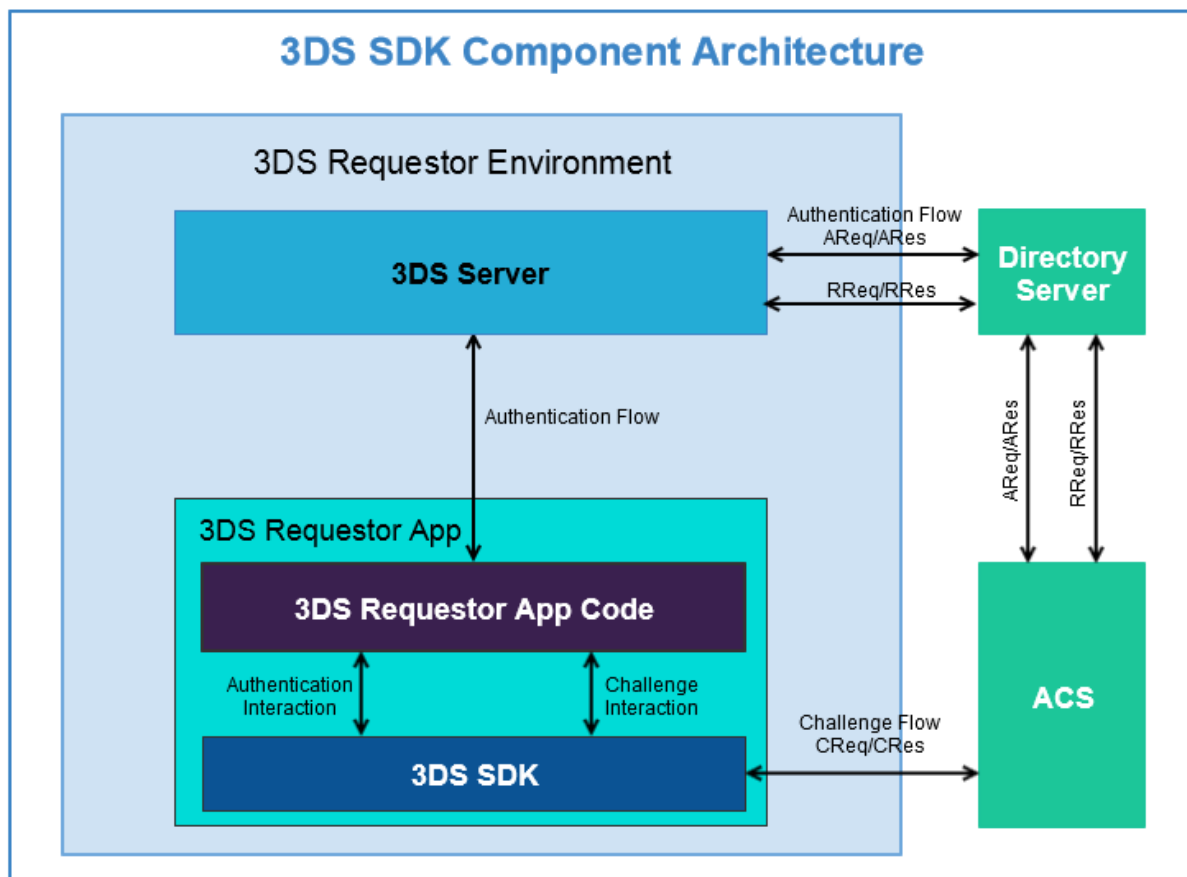 3DS SDK Component Architecture
3DS Requestor Environment
3DS Server
Authentication Flow
AReq/ARes
RReq/RRes
Directory
Server
Authentication Flow
AReq/ARes
RReq/RRes
3DS Requestor App
3DS Requestor App Code
Authentication
Interaction
Challenge
Interaction
3DS SDK
Challenge Flow
CReq/CRes
ACS